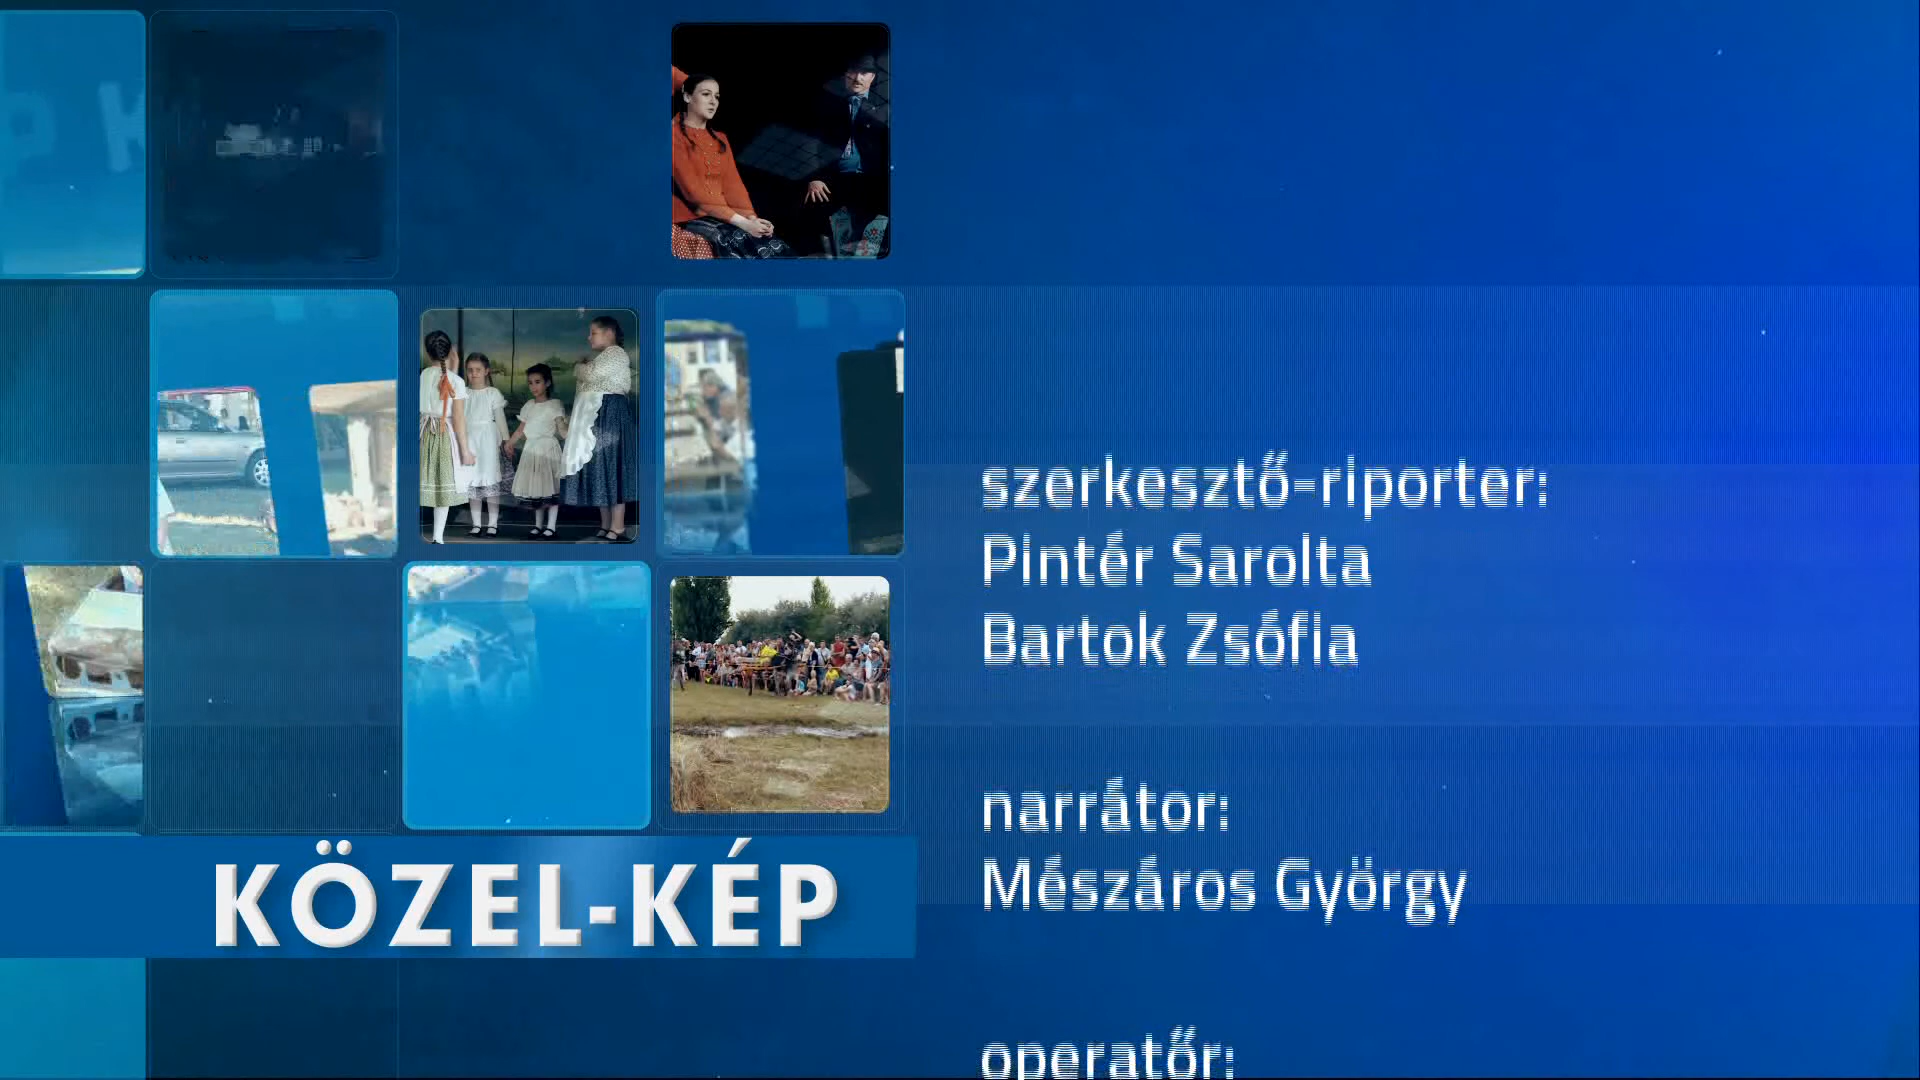 KÖZEL-KÉP
szerkesztő-riporter:
Pintér Sarolta
Bartok Zsófia
narrátor:
Mészáros György
operatőr: